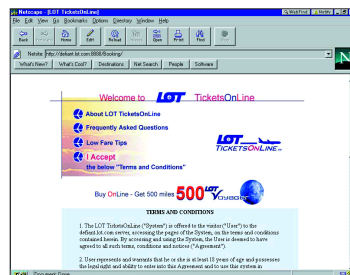 Netscape - [LOT TicketsOnLine]
File Edit View Go Bookmarks Options Directory Window Help
Back Forward Home Edit Reload Images Open Print Find Stop
Netsite: http://defiant.lot.com:8080/Booking/
What's New? What's Cool? Destinations Net Search People Software
Welcome to LOT TicketsOnLine
About LOT TicketsOnLine
Frequently Asked Questions
Low Fare Tips
I Accept
the below "Terms and Conditions"
LOT
TICKETSONLINE
Buy OnLine - Get 500 miles 500 Voyager
TERMS AND CONDITIONS
1. The LOT TicketsOnLine ("System") is offered to the visitor ("User") to the
defiant.lot.com server, accessing the pages of the System, on the terms and conditions
contained herein. By accessing and using the System, the User is deemed to have
agreed to all such terms, conditions and notices ("Agreement").
2. User represents and warrants that he or she is at least 18 years of age and possesses
the legal right and ability to enter into this Agreement and to use this system in
Document: Done